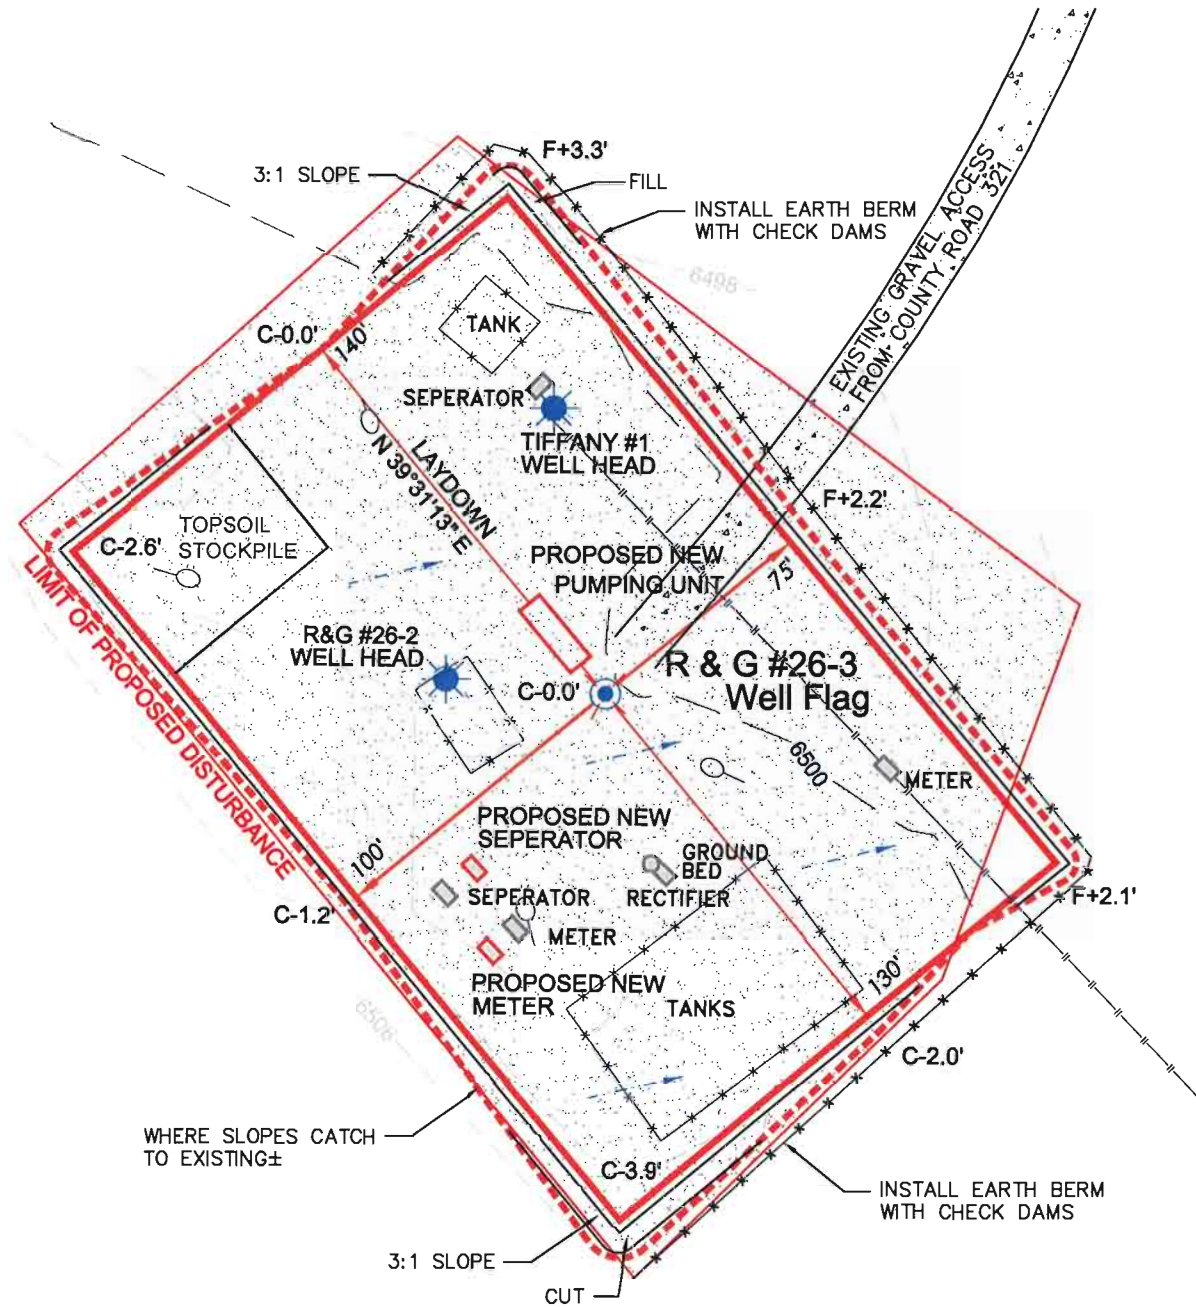 F+3.3'
3:1 SLOPE
FILL
INSTALL EARTH BERM
WITH CHECK DAMS
EXISTING GRAVEL ACCESS
FROM COUNTY ROAD 321
6498
C-0.0'
140'
TANK
SEPERATOR
TIFFANY #1
WELL HEAD
LAYDOWN
N 39°31'13" E
F+2.2'
TOPSOIL
STOCKPILE
C-2.6'
PROPOSED NEW
PUMPING UNIT
75'
LIMIT OF PROPOSED DISTURBANCE
R&G #26-2
WELL HEAD
C-0.0'
R & G #26-3
Well Flag
6500
METER
PROPOSED NEW
SEPERATOR
100'
GROUND
BED
SEPERATOR
RECTIFIER
C-1.2'
F+2.1'
METER
PROPOSED NEW
METER
TANKS
130'
6506
C-2.0'
WHERE SLOPES CATCH
TO EXISTING±
C-3.9'
INSTALL EARTH BERM
WITH CHECK DAMS
3:1 SLOPE
CUT